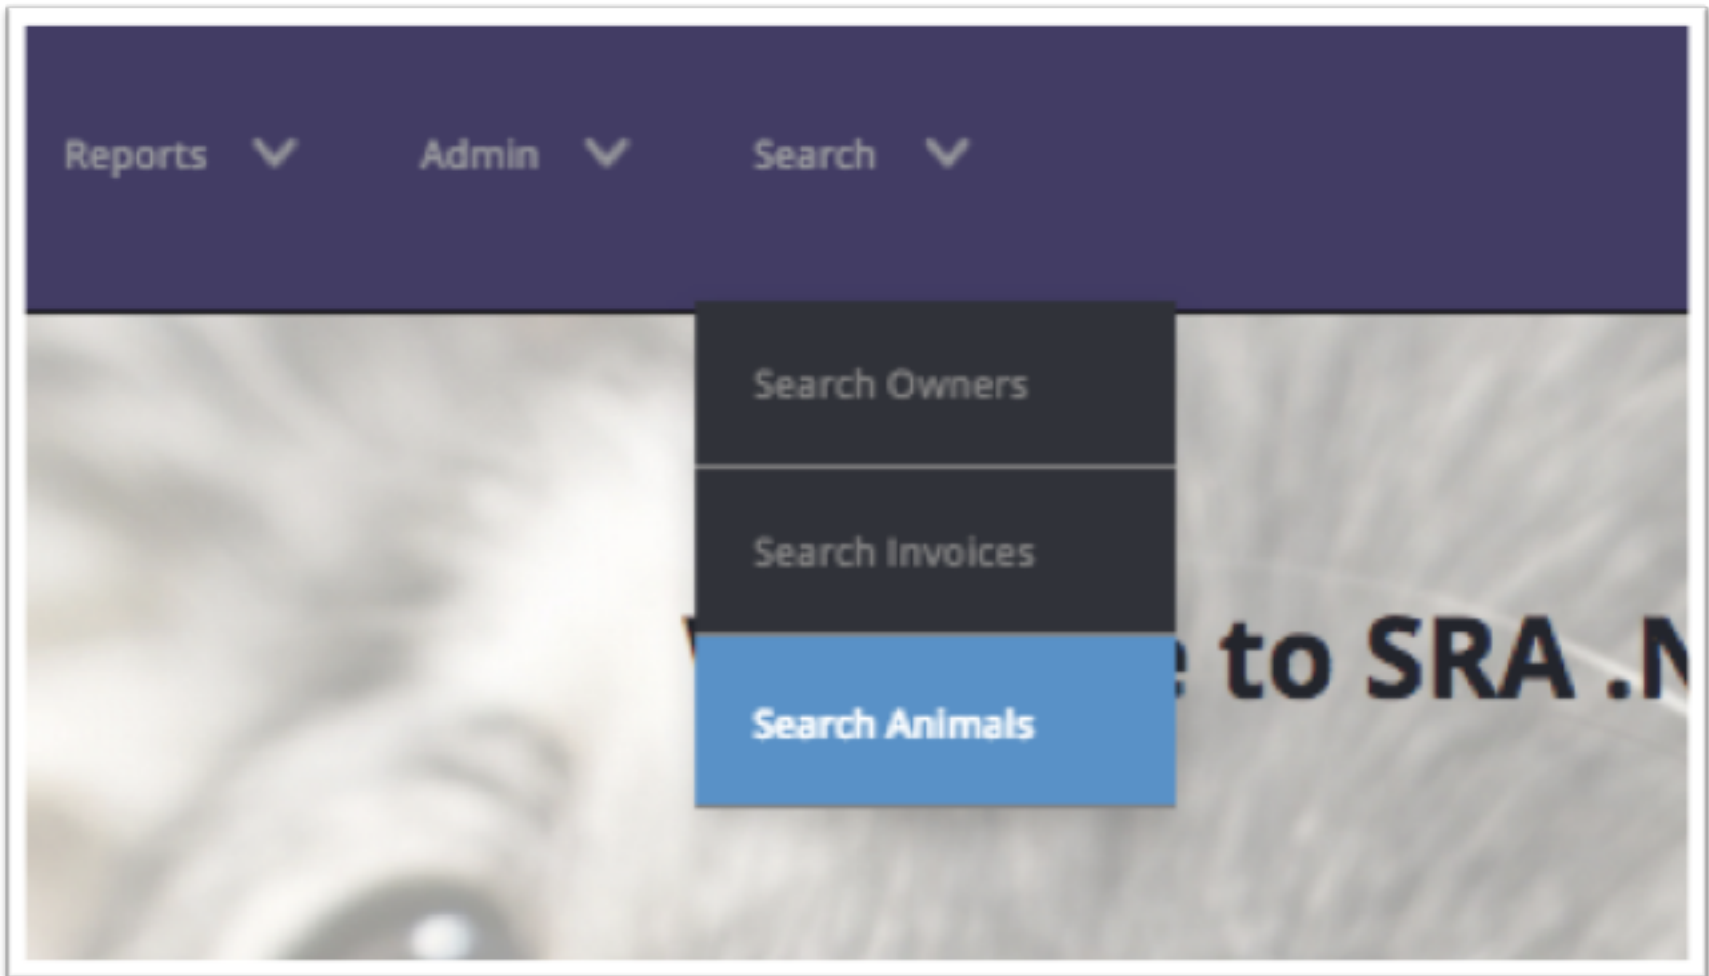 Reports Admin Search
Search Owners
Search Invoices
to SRA
Search Animals